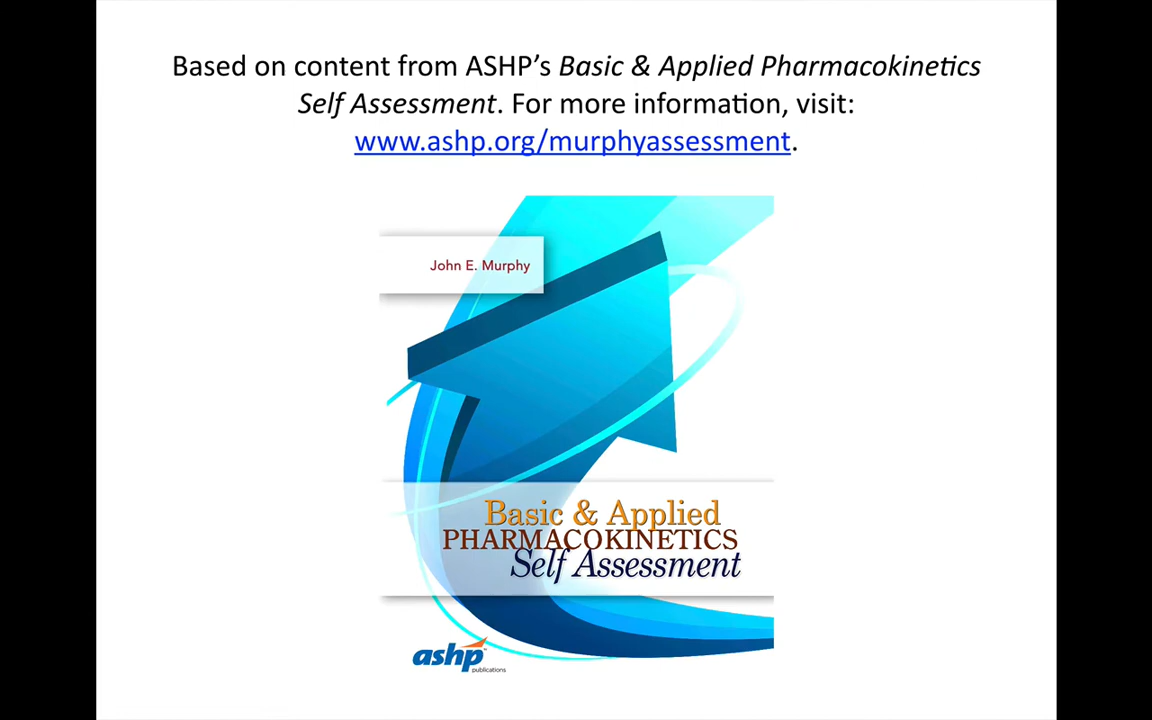 Based on content from ASHP's Basic & Applied Pharmacokinetics
Self Assessment. For more information, visit:
www.ashp.org/murphyassessment.
John E. Murphy
Basic & Applied
PHARMACOKINETICS
Self Assessment
ashp
publications